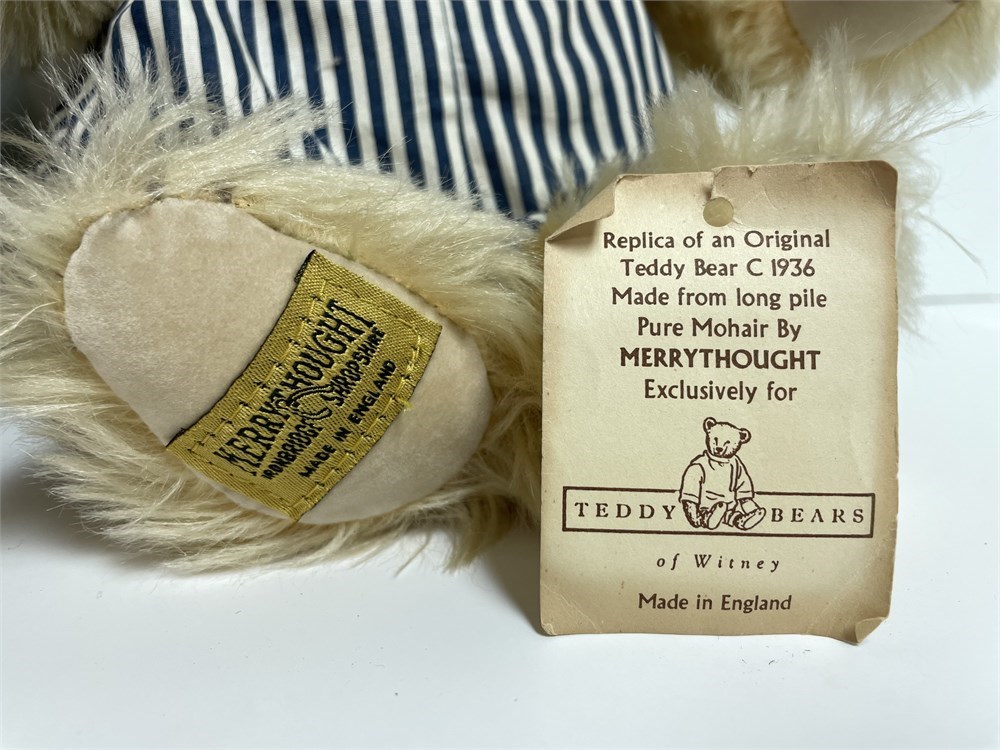 MERRYTHOUGHT
IRONBRIDGE SHROPSHIRE
MADE IN ENGLAND
Replica of an Original
Teddy Bear C 1936
Made from long pile
Pure Mohair By
MERRYTHOUGHT
Exclusively for
TEDDY BEARS
of Witney
Made in England